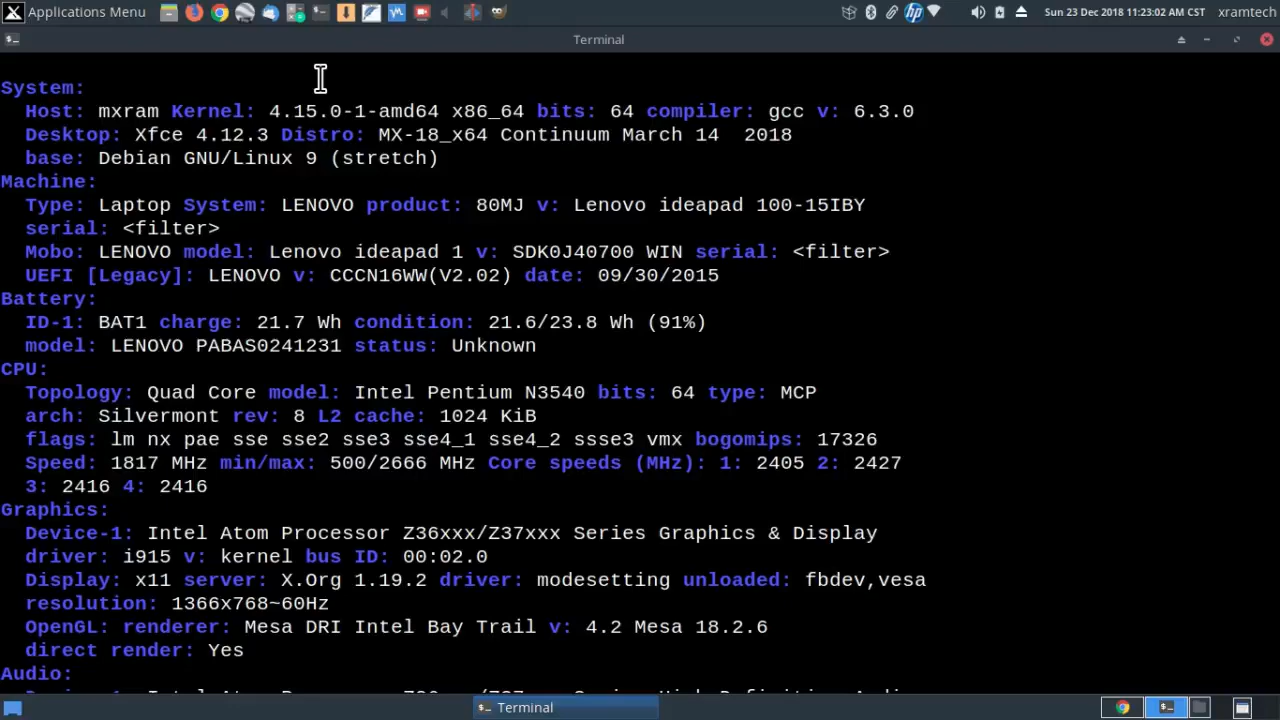 Applications Menu
Sun 23 Dec 2018 11:23:02 AM CST xramtech
Terminal
System:
Host: mxram Kernel: 4.15.0-1-amd64 x86_64 bits: 64 compiler: gcc v: 6.3.0
Desktop: Xfce 4.12.3 Distro: MX-18_x64 Continuum March 14  2018
base: Debian GNU/Linux 9 (stretch)
Machine:
Type: Laptop System: LENOVO product: 80MJ v: Lenovo ideapad 100-15IBY
serial: <filter>
Mobo: LENOVO model: Lenovo ideapad 1 v: SDK0J40700 WIN serial: <filter>
UEFI [Legacy]: LENOVO v: CCCN16WW(V2.02) date: 09/30/2015
Battery:
ID-1: BAT1 charge: 21.7 Wh condition: 21.6/23.8 Wh (91%)
model: LENOVO PABAS0241231 status: Unknown
CPU:
Topology: Quad Core model: Intel Pentium N3540 bits: 64 type: MCP
arch: Silvermont rev: 8 L2 cache: 1024 KiB
flags: lm nx pae sse sse2 sse3 sse4_1 sse4_2 ssse3 vmx bogomips: 17326
Speed: 1817 MHz min/max: 500/2666 MHz Core speeds (MHz): 1: 2405 2: 2427
3: 2416 4: 2416
Graphics:
Device-1: Intel Atom Processor Z36xxx/Z37xxx Series Graphics & Display
driver: i915 v: kernel bus ID: 00:02.0
Display: x11 server: X.Org 1.19.2 driver: modesetting unloaded: fbdev,vesa
resolution: 1366x768~60Hz
OpenGL: renderer: Mesa DRI Intel Bay Trail v: 4.2 Mesa 18.2.6
direct render: Yes
Audio:
Terminal